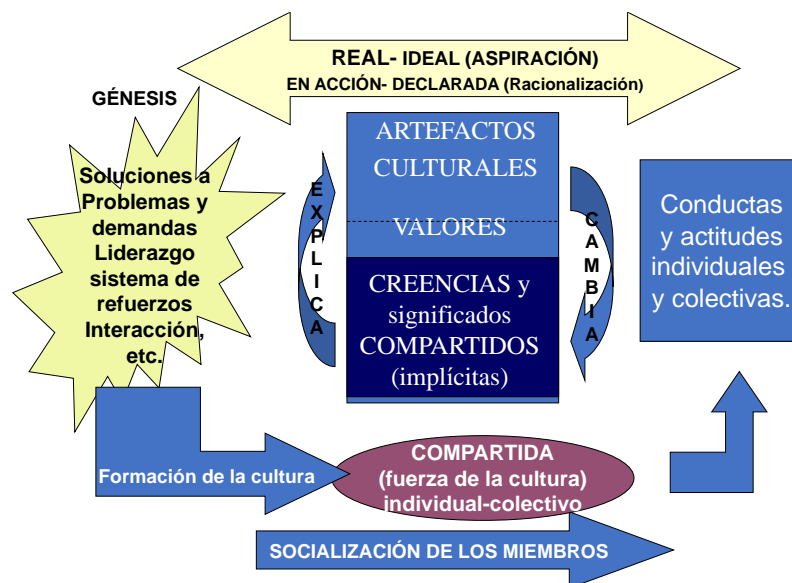 REAL- IDEAL (ASPIRACIÓN)
EN ACCIÓN- DECLARADA (Racionalización)
GÉNESIS
Soluciones a
Problemas y
demandas
Liderazgo
sistema de
refuerzos
Interacción,
etc.
EXPLICA
ARTEFACTOS
CULTURALES
VALORES
CREENCIAS y
significados
COMPARTIDOS
(implícitas)
CAMBIA
Conductas
y actitudes
individuales
y colectivas.
Formación de la cultura
COMPARTIDA
(fuerza de la cultura)
individual-colectivo
SOCIALIZACIÓN DE LOS MIEMBROS